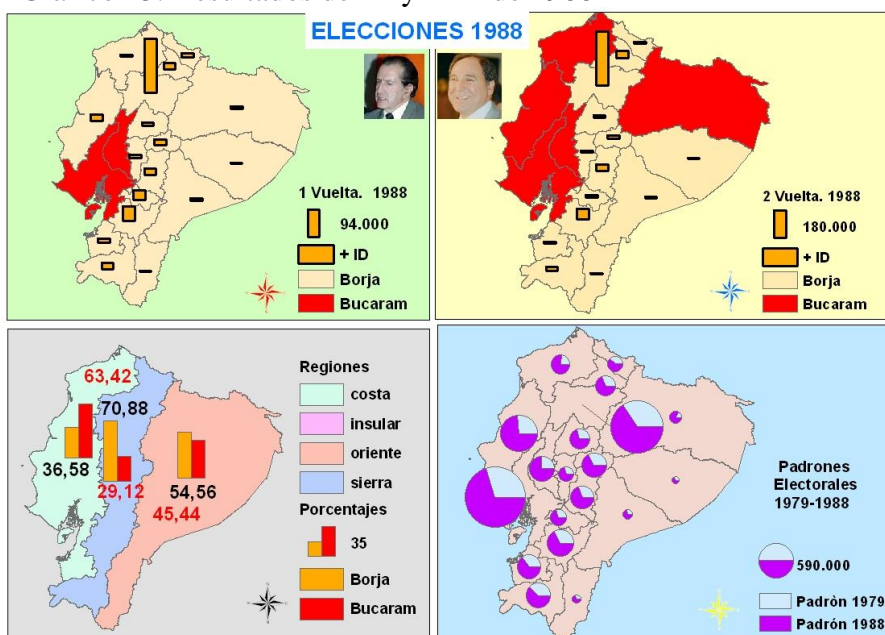 ELECCIONES 1988
1 Vuelta. 1988
94.000
+ ID
Borja
Bucaram
2 Vuelta. 1988
180.000
+ ID
Borja
Bucaram
63,42
70,88
36,58
29,12
54,56
45,44
Regiones
costa
insular
oriente
sierra
Porcentajes
35
Borja
Bucaram
Padrones
Electorales
1979-1988
590.000
Padròn 1979
Padrón 1988